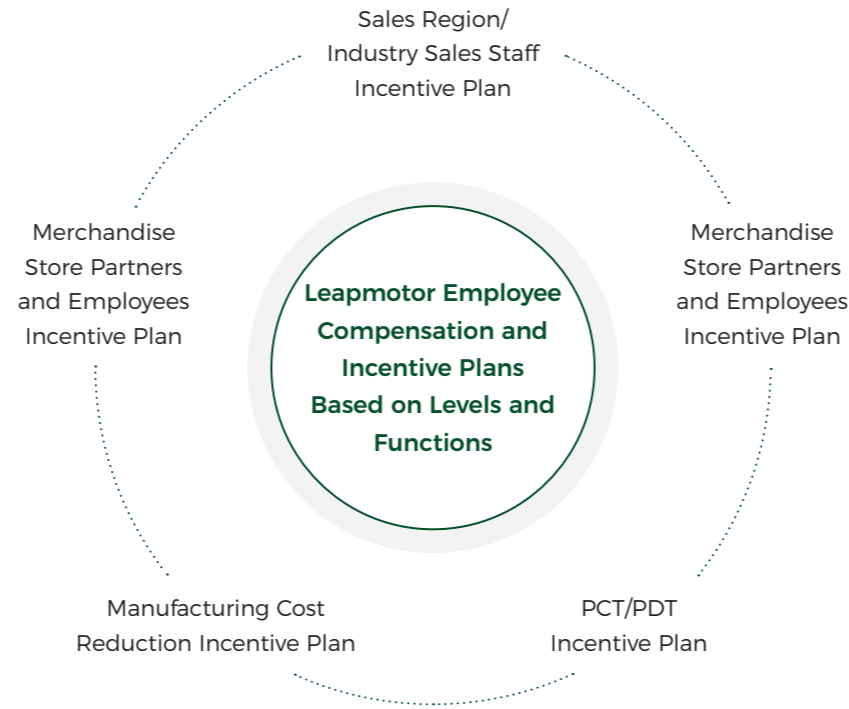 Sales Region/
Industry Sales Staff
Incentive Plan
Merchandise
Store Partners
and Employees
Incentive Plan
Merchandise
Store Partners
and Employees
Incentive Plan
Leapmotor Employee
Compensation and
Incentive Plans
Based on Levels and
Functions
Manufacturing Cost
Reduction Incentive Plan
PCT/PDT
Incentive Plan